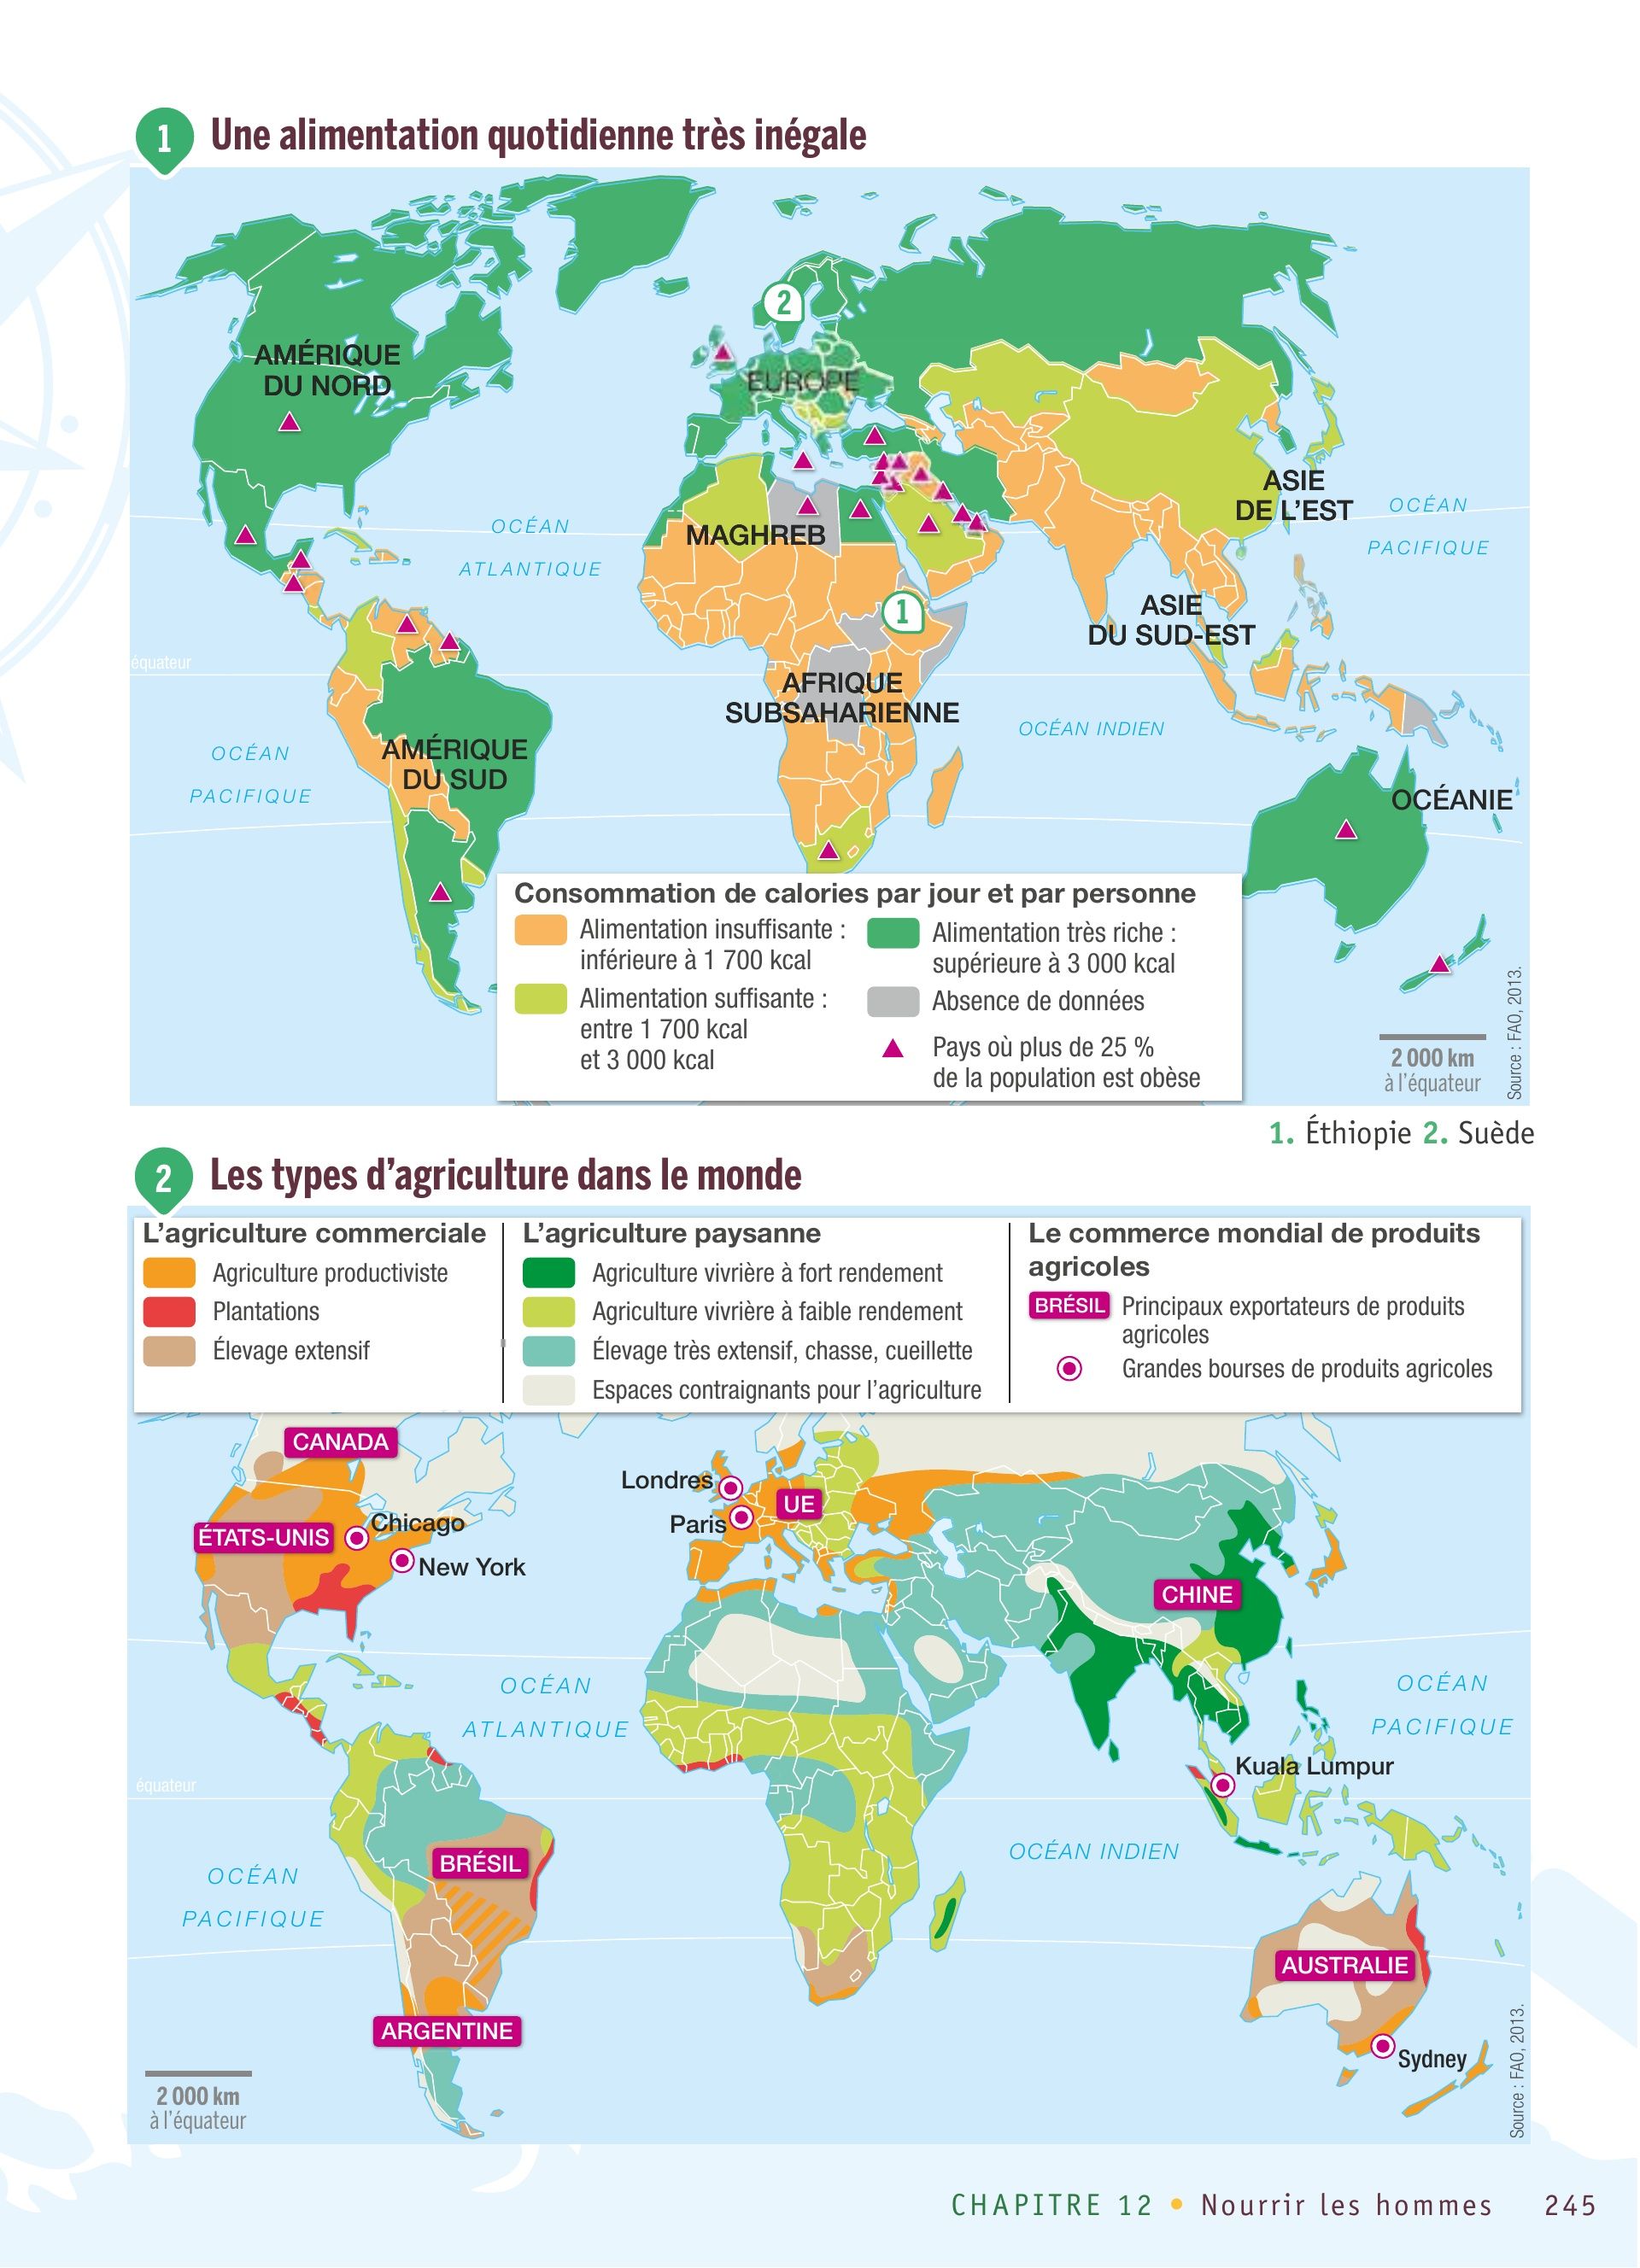 1
Une alimentation quotidienne très inégale
2
AMÉRIQUE
DU NORD
EUROPE
ASIE
DE L'EST
OCÉAN
PACIFIQUE
OCÉAN
ATLANTIQUE
MAGHREB
1
ASIE
DU SUD-EST
équateur
AFRIQUE
SUBSAHARIENNE
OCÉAN INDIEN
OCÉAN
PACIFIQUE
AMÉRIQUE
DU SUD
OCÉANIE
Consommation de calories par jour et par personne
Alimentation insuffisante :
inférieure à 1 700 kcal
Alimentation suffisante :
entre 1 700 kcal
et 3 000 kcal
Alimentation très riche :
supérieure à 3 000 kcal
Absence de données
Pays où plus de 25 %
de la population est obèse
2 000 km
à l'équateur
Source : FAO, 2013.
1. Éthiopie 2. Suède
2
Les types d'agriculture dans le monde
L'agriculture commerciale
Agriculture productiviste
Plantations
Élevage extensif
L'agriculture paysanne
Agriculture vivrière à fort rendement
Agriculture vivrière à faible rendement
Élevage très extensif, chasse, cueillette
Espaces contraignants pour l'agriculture
Le commerce mondial de produits
agricoles
BRÉSIL Principaux exportateurs de produits
agricoles
Grandes bourses de produits agricoles
CANADA
Londres
UE
Paris
ÉTATS-UNIS
Chicago
New York
CHINE
OCÉAN
ATLANTIQUE
OCÉAN
PACIFIQUE
Kuala Lumpur
équateur
OCÉAN INDIEN
BRÉSIL
OCÉAN
PACIFIQUE
AUSTRALIE
ARGENTINE
Sydney
2 000 km
à l'équateur
Source : FAO, 2013.
CHAPITRE 12 • Nourrir les hommes 245